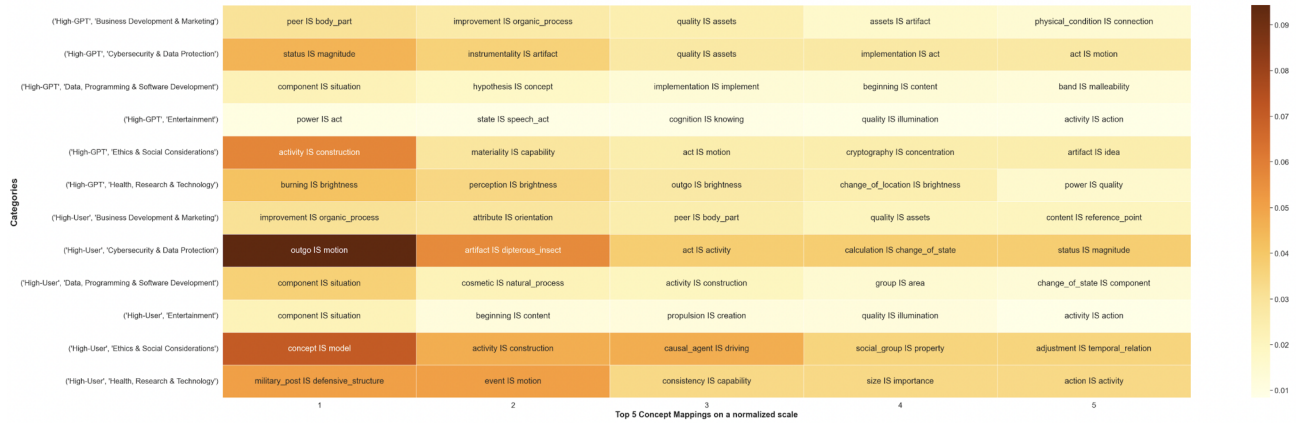 ('High-GPT', 'Business Development & Marketing') peer IS body_part improvement IS organic_process quality IS assets assets IS artifact physical_condition IS connection
('High-GPT', 'Cybersecurity & Data Protection') status IS magnitude instrumentality IS artifact quality IS assets implementation IS act act IS motion
('High-GPT', 'Data, Programming & Software Development') component IS situation hypothesis IS concept implementation IS implement beginning IS content band IS malleability
('High-GPT', 'Entertainment') power IS act state IS speech_act cognition IS knowing quality IS illumination activity IS action
('High-GPT', 'Ethics & Social Considerations') activity IS construction materiality IS capability act IS motion cryptography IS concentration artifact IS idea
('High-GPT', 'Health, Research & Technology') burning IS brightness perception IS brightness outgo IS brightness change_of_location IS brightness power IS quality
('High-User', 'Business Development & Marketing') improvement IS organic_process attribute IS orientation peer IS body_part quality IS assets content IS reference_point
('High-User', 'Cybersecurity & Data Protection') outgo IS motion artifact IS dipterous_insect act IS activity calculation IS change_of_state status IS magnitude
('High-User', 'Data, Programming & Software Development') component IS situation cosmetic IS natural_process activity IS construction group IS area change_of_state IS component
('High-User', 'Entertainment') component IS situation beginning IS content propulsion IS creation quality IS illumination activity IS action
('High-User', 'Ethics & Social Considerations') concept IS model activity IS construction causal_agent IS driving social_group IS property adjustment IS temporal_relation
('High-User', 'Health, Research & Technology') military_post IS defensive_structure event IS motion consistency IS capability size IS importance action IS activity
1 2 3 4 5
Top 5 Concept Mappings on a normalized scale
Categories
0.09
0.08
0.07
0.06
0.05
0.04
0.03
0.02
0.01